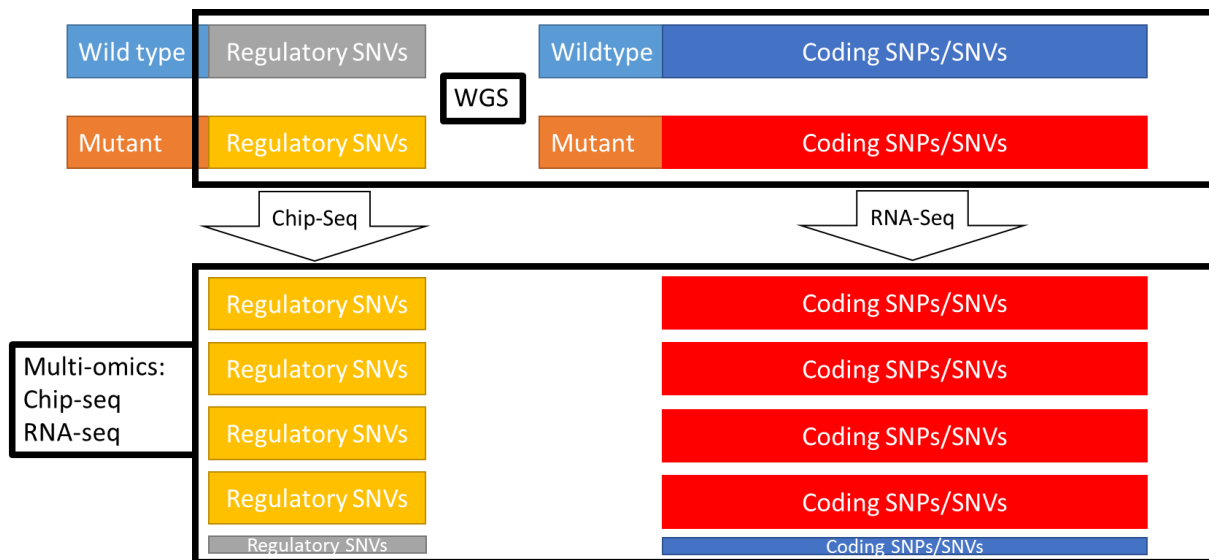 Wild type Regulatory SNVs Wildtype Coding SNPs/SNVs
WGS
Mutant Regulatory SNVs Mutant Coding SNPs/SNVs
Chip-Seq RNA-Seq
Regulatory SNVs Coding SNPs/SNVs
Multi-omics:
Chip-seq
RNA-seq
Regulatory SNVs Coding SNPs/SNVs
Regulatory SNVs Coding SNPs/SNVs
Regulatory SNVs Coding SNPs/SNVs
Regulatory SNVs Coding SNPs/SNVs